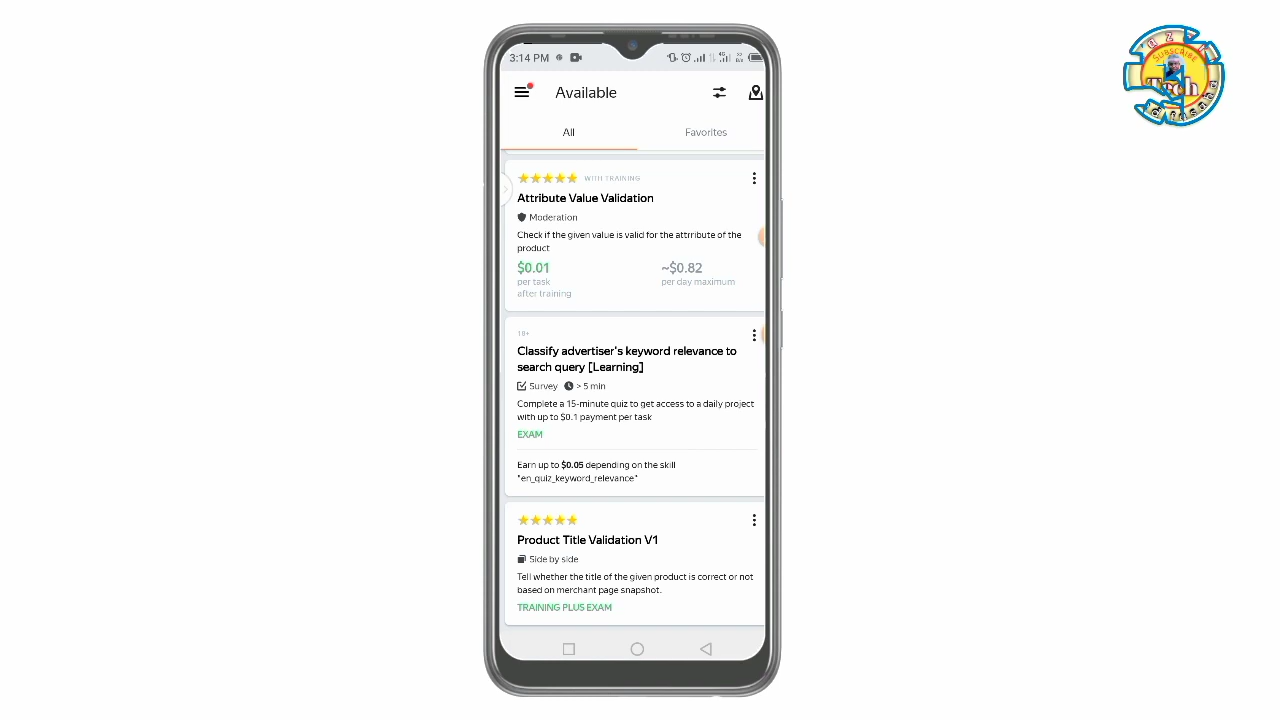 SUBSCRIBE
Tech
3:14 PM
Available
All
Favorites
WITH TRAINING
Attribute Value Validation
Moderation
Check if the given value is valid for the attrribute of the
product
$0.01
~$0.82
per task
per day maximum
after training
18+
Classify advertiser's keyword relevance to
search query [Learning]
Survey > 5 min
Complete a 15-minute quiz to get access to a daily project
with up to $0.1 payment per task
EXAM
Earn up to $0.05 depending on the skill
"en_quiz_keyword_relevance"
Product Title Validation V1
Side by side
Tell whether the title of the given product is correct or not
based on merchant page snapshot.
TRAINING PLUS EXAM